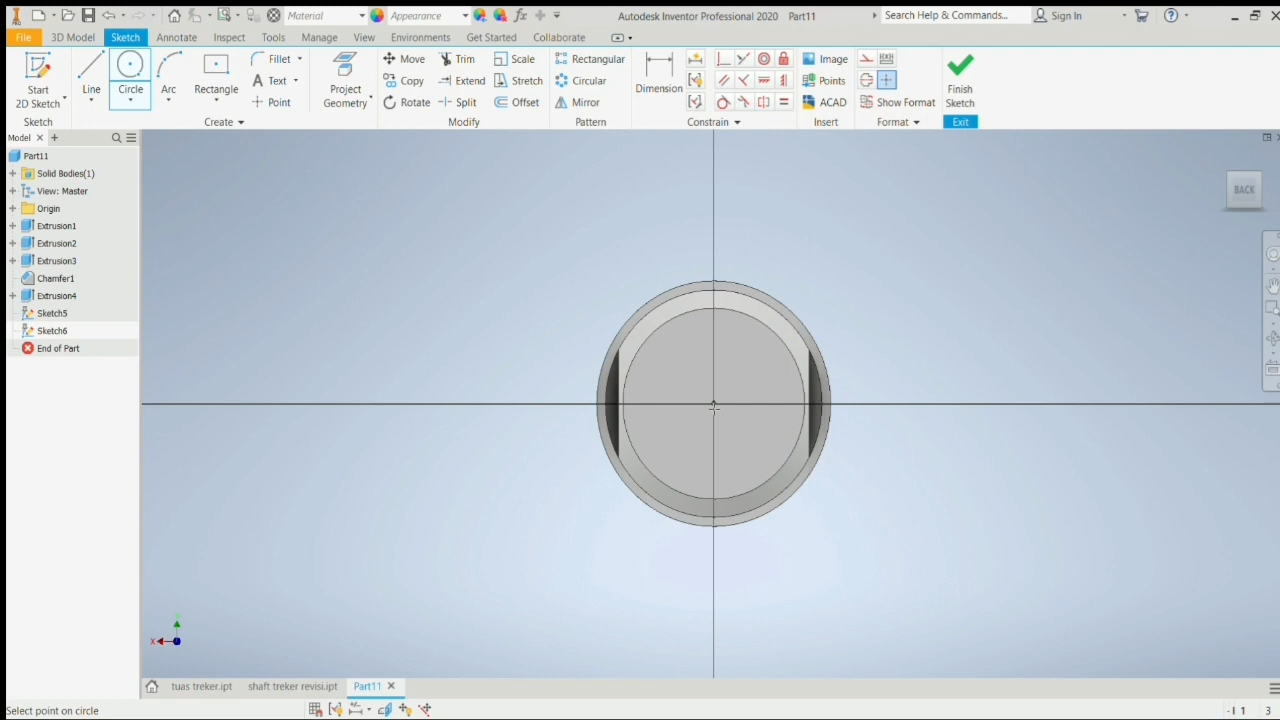 Material Appearance fx Autodesk Inventor Professional 2020 Part11 Search Help & Commands... Sign In
File 3D Model Sketch Annotate Inspect Tools Manage View Environments Get Started Collaborate
Start 2D Sketch
Line
Circle
Arc
Rectangle
Fillet
Text
Point
Project Geometry
Move Trim Scale
Copy Extend Stretch
Rotate Split Offset
Rectangular
Circular
Mirror
Dimension
Image
Points
ACAD
Show Format
Finish Sketch
Sketch Create Modify Pattern Constrain Insert Format Exit
Model
Part11
Solid Bodies(1)
View: Master
Origin
Extrusion1
Extrusion2
Extrusion3
Chamfer1
Extrusion4
Sketch5
Sketch6
End of Part
BACK
X
tuas treker.ipt shaft treker revisi.ipt Part11
Select point on circle 1 3